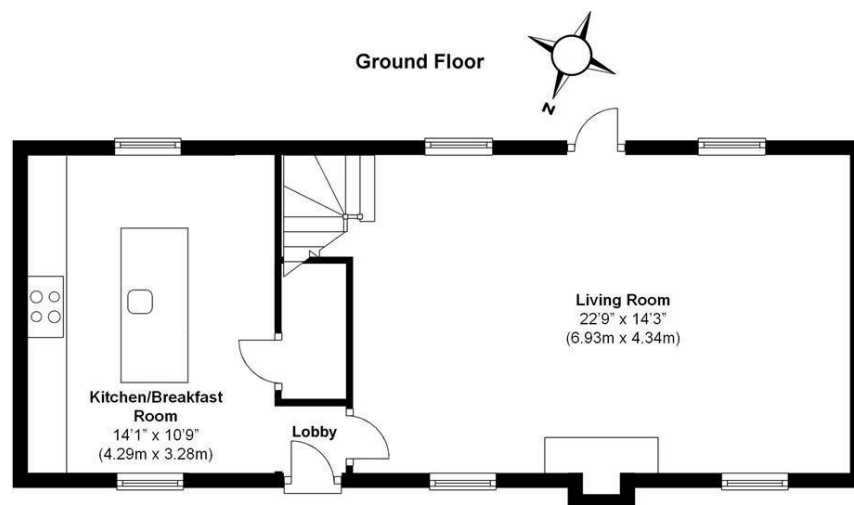 Ground Floor
N
Living Room
22'9" x 14'3"
(6.93m x 4.34m)
Kitchen/Breakfast
Room
14'1" x 10'9"
(4.29m x 3.28m)
Lobby